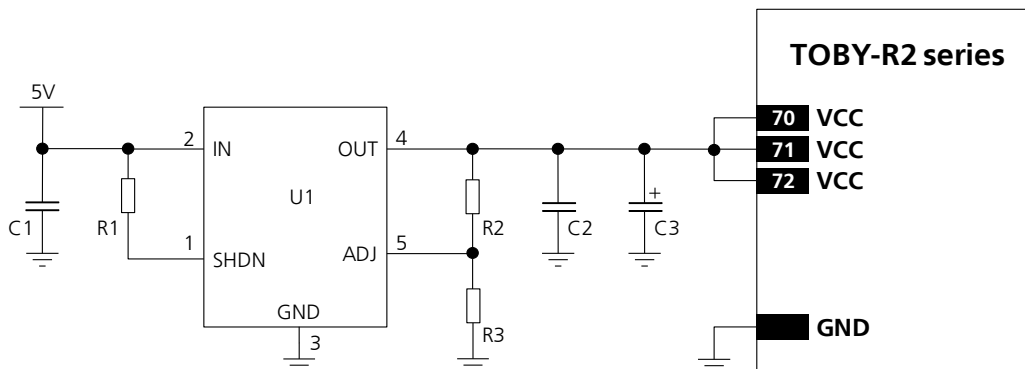 TOBY-R2 series
5V
70 VCC
2 IN
OUT 4
71 VCC
72 VCC
U1
C1
R1
R2
C2
+
C3
1 SHDN
ADJ 5
GND
3
R3
GND